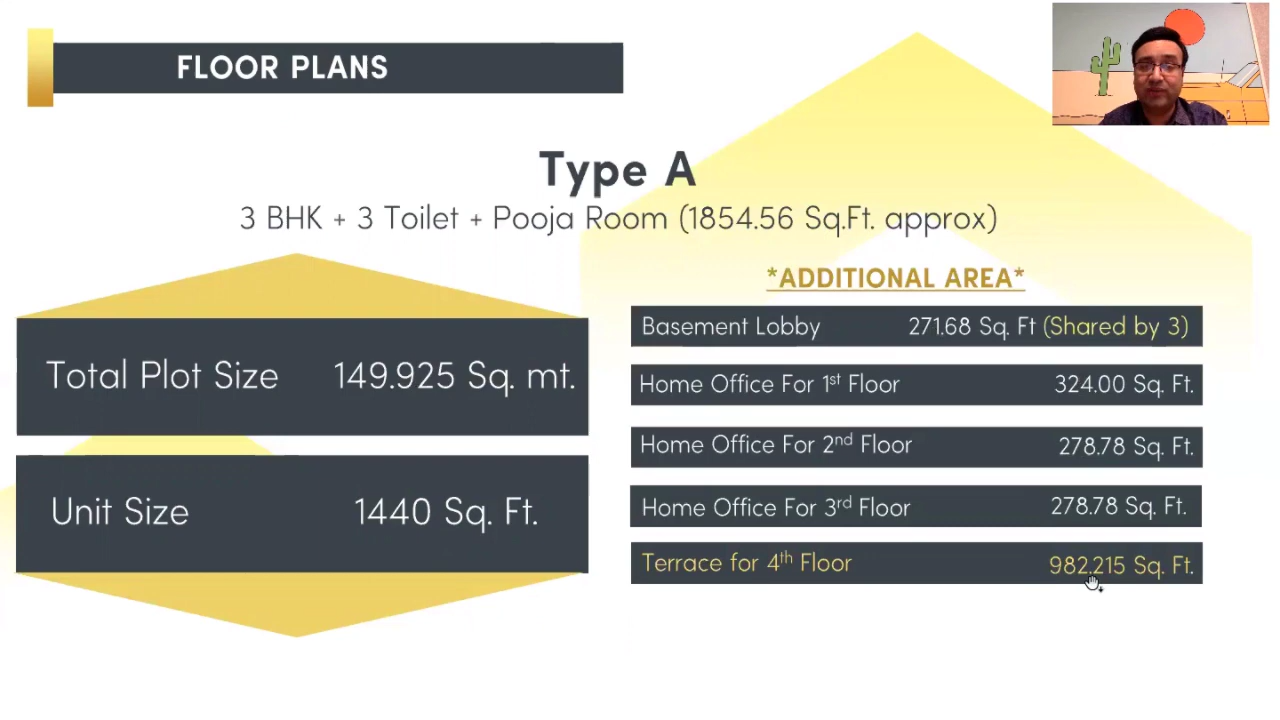 FLOOR PLANS
Type A
3 BHK + 3 Toilet + Pooja Room (1854.56 Sq.Ft. approx)
Total Plot Size 149.925 Sq. mt.
Unit Size 1440 Sq. Ft.
*ADDITIONAL AREA*
Basement Lobby 271.68 Sq. Ft (Shared by 3)
Home Office For 1st Floor 324.00 Sq. Ft.
Home Office For 2nd Floor 278.78 Sq. Ft.
Home Office For 3rd Floor 278.78 Sq. Ft.
Terrace for 4th Floor 982.215 Sq. Ft.